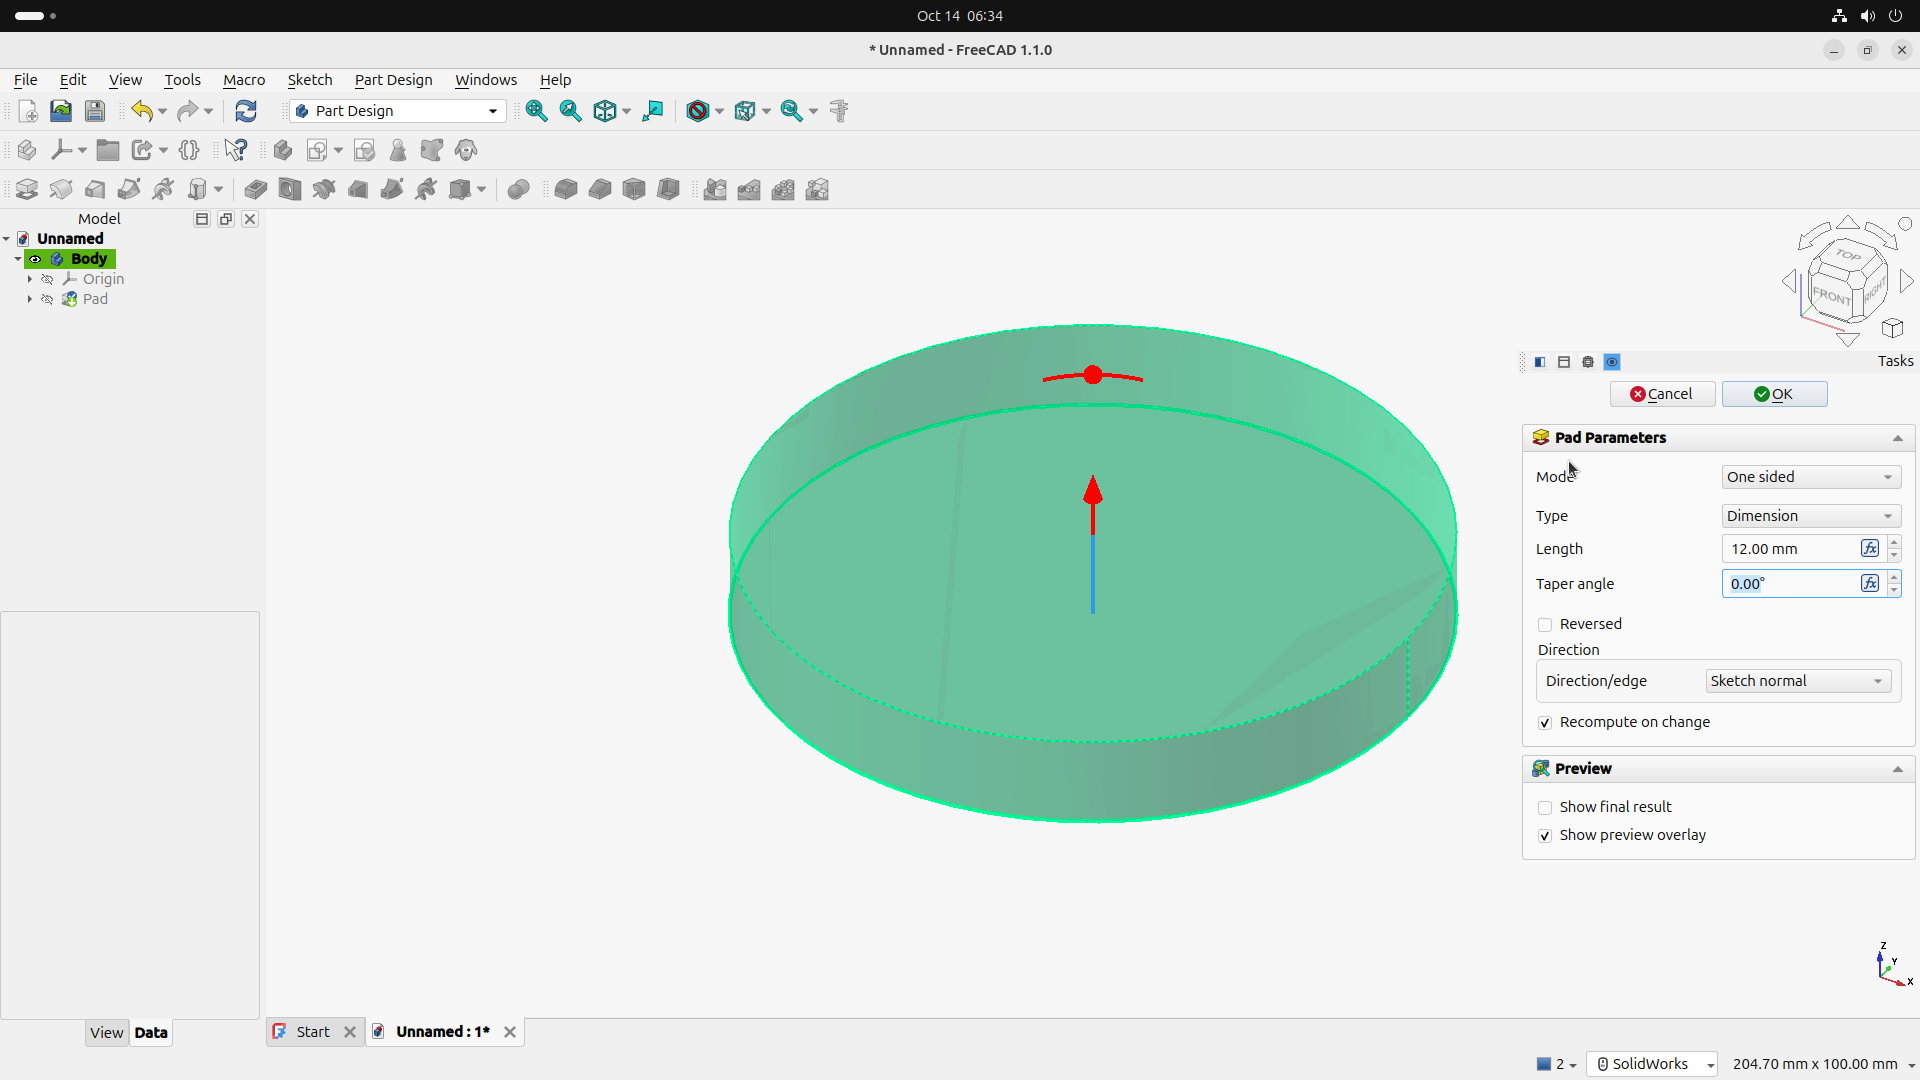 Oct 14 06:34
* Unnamed - FreeCAD 1.1.0
File Edit View Tools Macro Sketch Part Design Windows Help
Part Design
Model
Unnamed
Body
Origin
Pad
TOP
FRONT
RIGHT
Tasks
Cancel
OK
Pad Parameters
Mode
One sided
Type
Dimension
Length
12.00 mm
Taper angle
0.00°
Reversed
Direction
Direction/edge
Sketch normal
Recompute on change
Preview
Show final result
Show preview overlay
Z
Y
X
View
Data
Start
Unnamed : 1*
2
SolidWorks
204.70 mm x 100.00 mm